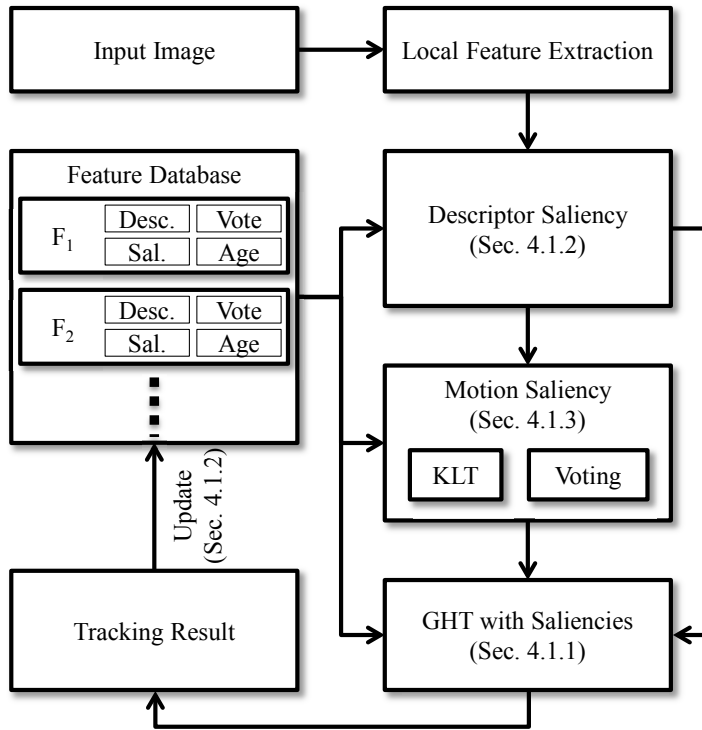 Input Image
Local Feature Extraction
Feature Database
F1
Desc.
Vote
Sal.
Age
F2
Desc.
Vote
Sal.
Age
Descriptor Saliency
(Sec. 4.1.2)
Motion Saliency
(Sec. 4.1.3)
KLT
Voting
Update
(Sec. 4.1.2)
Tracking Result
GHT with Saliencies
(Sec. 4.1.1)